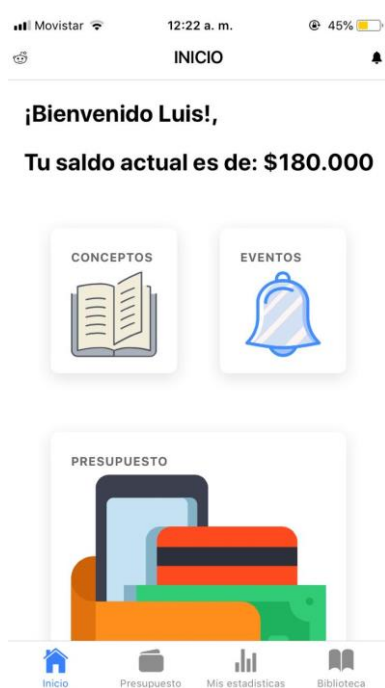 Movistar 12:22 a. m. 45%
INICIO
¡Bienvenido Luis!,
Tu saldo actual es de: $180.000
CONCEPTOS EVENTOS
PRESUPUESTO
Inicio Presupuesto Mis estadisticas Biblioteca